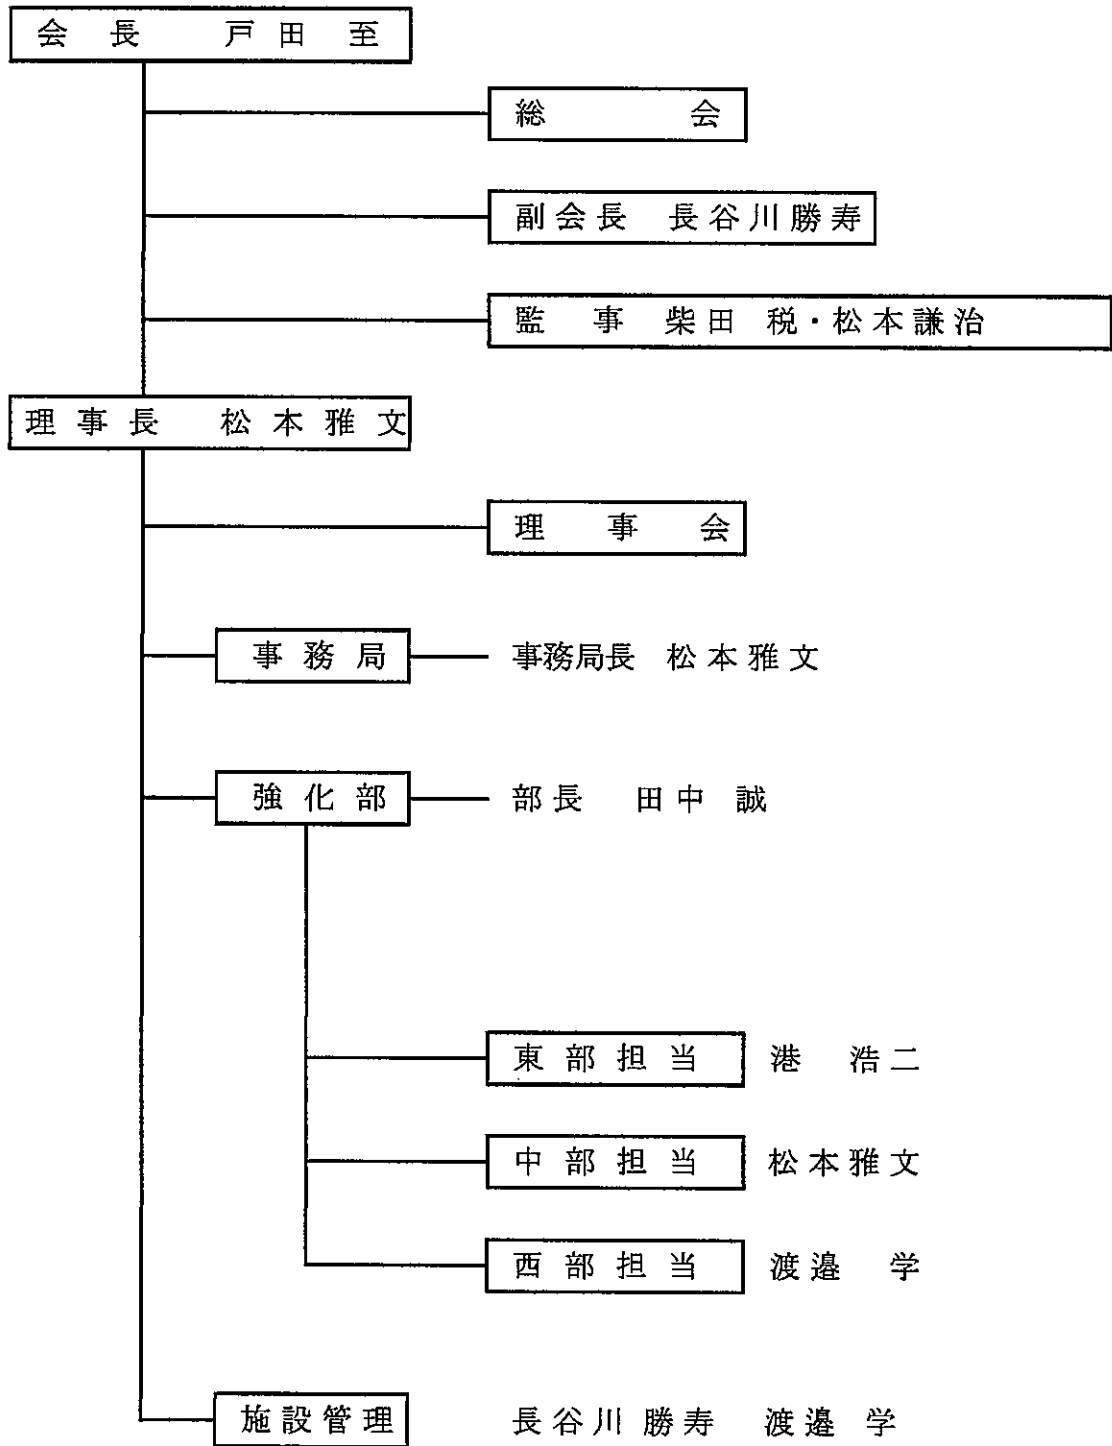 会長 戸田 至
総会
副会長 長谷川勝寿
監事 柴田 税・松本謙治
理事長 松本雅文
理事会
事務局 事務局長 松本雅文
強化部 部長 田中 誠
東部担当 港 浩二
中部担当 松本雅文
西部担当 渡邉 学
施設管理 長谷川勝寿 渡邉 学